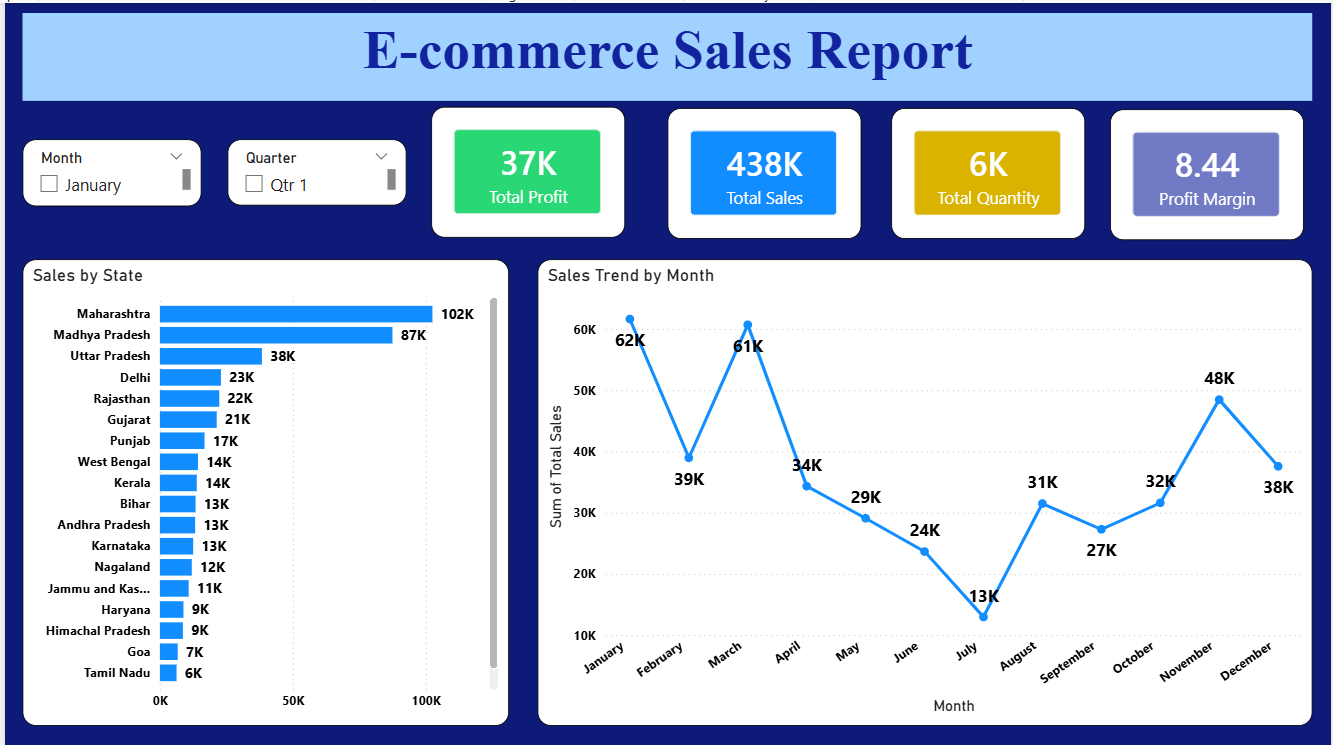 E-commerce Sales Report
Month
January
Quarter
Qtr 1
37K
Total Profit
438K
Total Sales
6K
Total Quantity
8.44
Profit Margin
Sales by State
Maharashtra 102K
Madhya Pradesh 87K
Uttar Pradesh 38K
Delhi 23K
Rajasthan 22K
Gujarat 21K
Punjab 17K
West Bengal 14K
Kerala 14K
Bihar 13K
Andhra Pradesh 13K
Karnataka 13K
Nagaland 12K
Jammu and Kas... 11K
Haryana 9K
Himachal Pradesh 9K
Goa 7K
Tamil Nadu 6K
0K 50K 100K
Sales Trend by Month
Sum of Total Sales
60K
50K
40K
30K
20K
10K
62K
39K
61K
34K
29K
24K
13K
31K
27K
32K
48K
38K
January February March April May June July August September October November December
Month